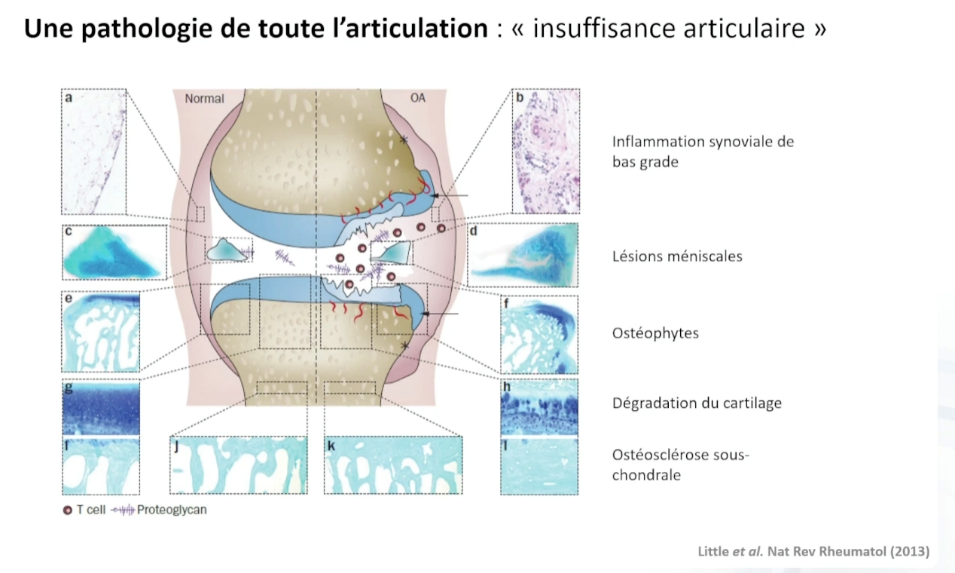 Une pathologie de toute l’articulation : « insuffisance articulaire »
a
Normal
OA
b
Inflammation synoviale de
bas grade
c
d
Lésions méniscales
e
f
Ostéophytes
g
h
Dégradation du cartilage
i
j
k
l
Ostéosclérose sous-
chondrale
T cell
Proteoglycan
Little et al. Nat Rev Rheumatol (2013)